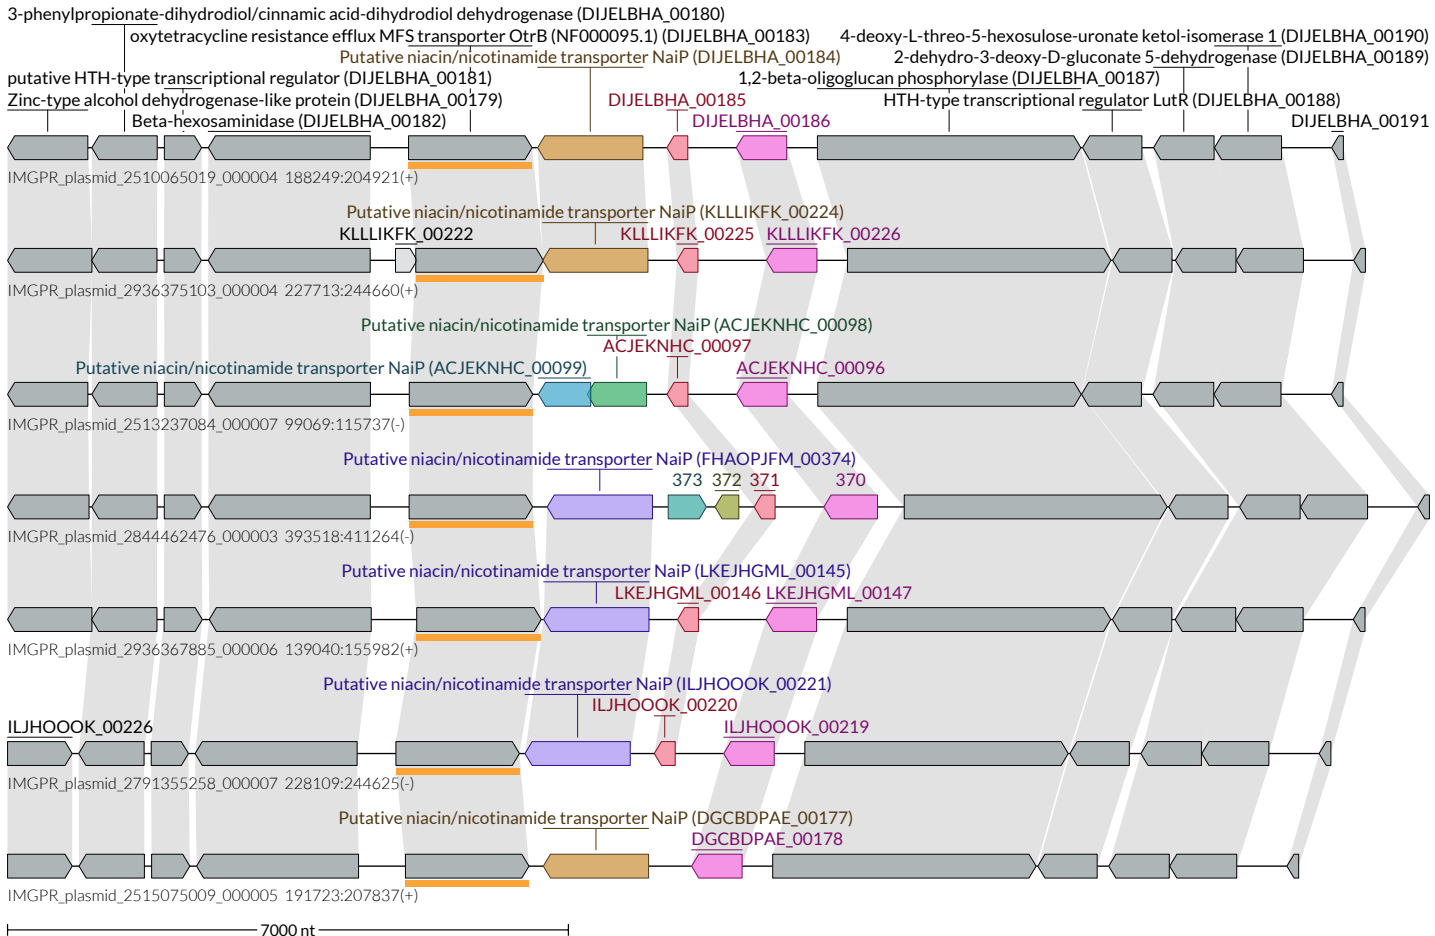 3-phenylpropionate-dihydrodiol/cinnamic acid-dihydrodiol dehydrogenase (DIJELBHA_00180)
oxytetracycline resistance efflux MFS transporter OtrB (NF000095.1) (DIJELBHA_00183)
4-deoxy-L-threo-5-hexosulose-uronate ketol-isomerase 1 (DIJELBHA_00190)
Putative niacin/nicotinamide transporter NaiP (DIJELBHA_00184)
2-dehydro-3-deoxy-D-gluconate 5-dehydrogenase (DIJELBHA_00189)
putative HTH-type transcriptional regulator (DIJELBHA_00181)
1,2-beta-oligoglucan phosphorylase (DIJELBHA_00187)
Zinc-type alcohol dehydrogenase-like protein (DIJELBHA_00179)
DIJELBHA_00185
HTH-type transcriptional regulator LutR (DIJELBHA_00188)
Beta-hexosaminidase (DIJELBHA_00182)
DIJELBHA_00186
DIJELBHA_00191
IMGPR_plasmid_2510065019_000004 188249:204921(+)
Putative niacin/nicotinamide transporter NaiP (KLLLIKFK_00224)
KLLLIKFK_00222
KLLLIKFK_00225
KLLLIKFK_00226
IMGPR_plasmid_2936375103_000004 227713:244660(+)
Putative niacin/nicotinamide transporter NaiP (ACJEKNHC_00098)
ACJEKNHC_00097
Putative niacin/nicotinamide transporter NaiP (ACJEKNHC_00099)
ACJEKNHC_00096
IMGPR_plasmid_2513237084_000007 99069:115737(-)
Putative niacin/nicotinamide transporter NaiP (FHAOPJFM_00374)
373
372
371
370
IMGPR_plasmid_2844462476_000003 393518:411264(-)
Putative niacin/nicotinamide transporter NaiP (LKEJHGML_00145)
LKEJHGML_00146
LKEJHGML_00147
IMGPR_plasmid_2936367885_000006 139040:155982(+)
Putative niacin/nicotinamide transporter NaiP (ILJHOOOK_00221)
ILJHOOOK_00220
ILJHOOOK_00226
ILJHOOOK_00219
IMGPR_plasmid_2791355258_000007 228109:244625(-)
Putative niacin/nicotinamide transporter NaiP (DGCBDPAE_00177)
DGCBDPAE_00178
IMGPR_plasmid_2515075009_000005 191723:207837(+)
7000 nt